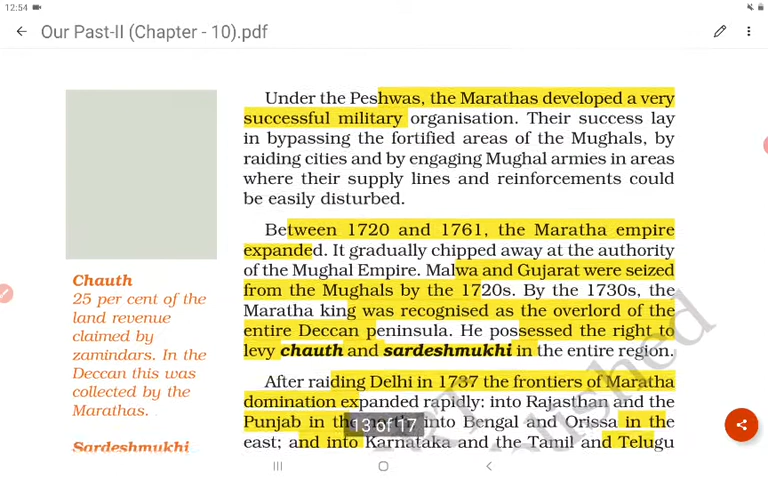 12:54
Our Past-II (Chapter - 10).pdf
Under the Peshwas, the Marathas developed a very
successful military organisation. Their success lay
in bypassing the fortified areas of the Mughals, by
raiding cities and by engaging Mughal armies in areas
where their supply lines and reinforcements could
be easily disturbed.
Between 1720 and 1761, the Maratha empire
expanded. It gradually chipped away at the authority
of the Mughal Empire. Malwa and Gujarat were seized
from the Mughals by the 1720s. By the 1730s, the
Maratha king was recognised as the overlord of the
entire Deccan peninsula. He possessed the right to
levy chauth and sardeshmukhi in the entire region.
After raiding Delhi in 1737 the frontiers of Maratha
domination expanded rapidly: into Rajasthan and the
Punjab in the into Bengal and Orissa in the
east; and into Karnataka and the Tamil and Telugu
Chauth
25 per cent of the
land revenue
claimed by
zamindars. In the
Deccan this was
collected by the
Marathas.
Sardeshmukhi
13 of 17